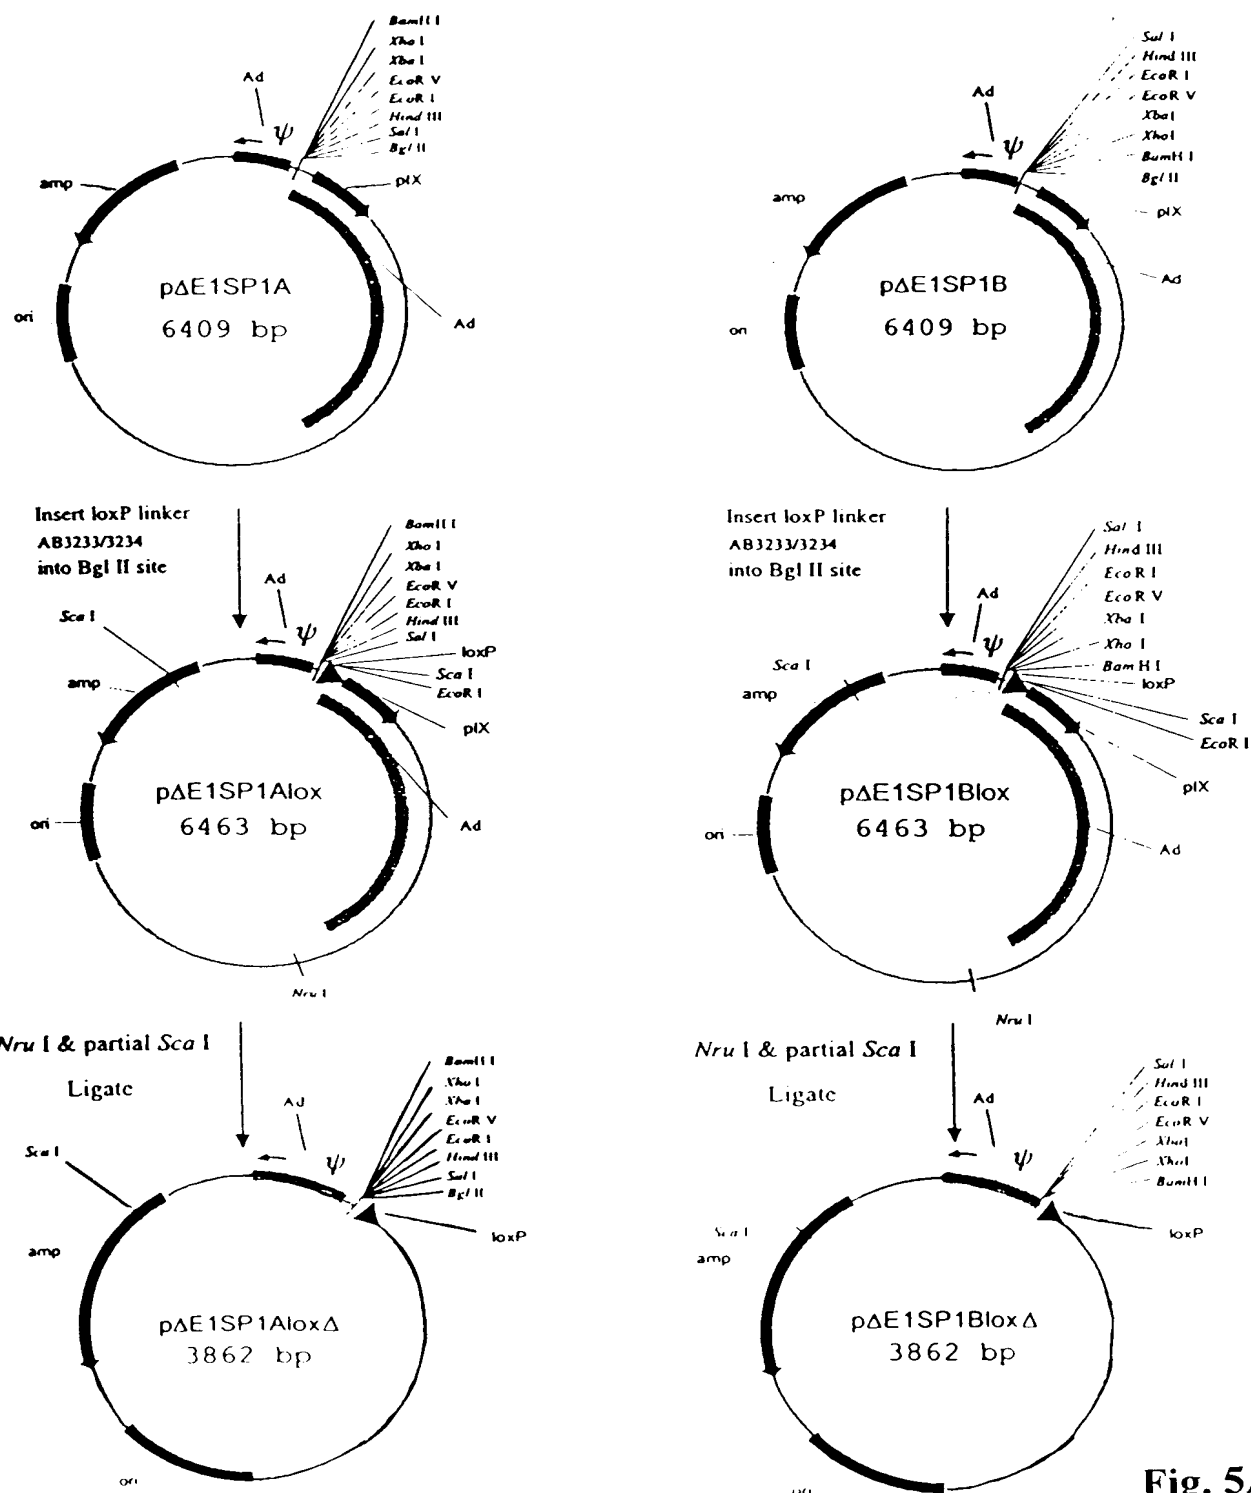 BamH I
Xho I
Xba I
EcoR V
EcoR I
Hind III
Sal I
Bgl II
Ad
ψ
amp
pIX
pΔE1SP1A
6409 bp
ori
Ad
Sal I
Hind III
EcoR I
EcoR V
Xba I
Xho I
BamH I
Bgl II
Ad
ψ
amp
pIX
Ad
pΔE1SP1B
6409 bp
ori
Insert loxP linker
AB3233/3234
into Bgl II site
BamH I
Xho I
Xba I
EcoR V
EcoR I
Hind III
Sal I
loxP
Sca I
EcoR I
Ad
ψ
Sca I
amp
pIX
pΔE1SP1Alox
6463 bp
ori
Ad
Nru I
Insert loxP linker
AB3233/3234
into Bgl II site
Sal I
Hind III
EcoR I
EcoR V
Xba I
Xho I
BamH I
loxP
Sca I
EcoR I
Ad
ψ
Sca I
amp
pIX
pΔE1SP1Blox
6463 bp
ori
Ad
Nru I
Nru I & partial Sca I
Ligate
BamH I
Xho I
Xba I
EcoR V
EcoR I
Hind III
Sal I
Bgl II
loxP
Ad
ψ
Sca I
amp
pΔE1SP1AloxΔ
3862 bp
ori
Nru I & partial Sca I
Ligate
Sal I
Hind III
EcoR I
EcoR V
Xba I
Xho I
BamH I
loxP
Ad
ψ
Sca I
amp
pΔE1SP1BloxΔ
3862 bp
Fig.